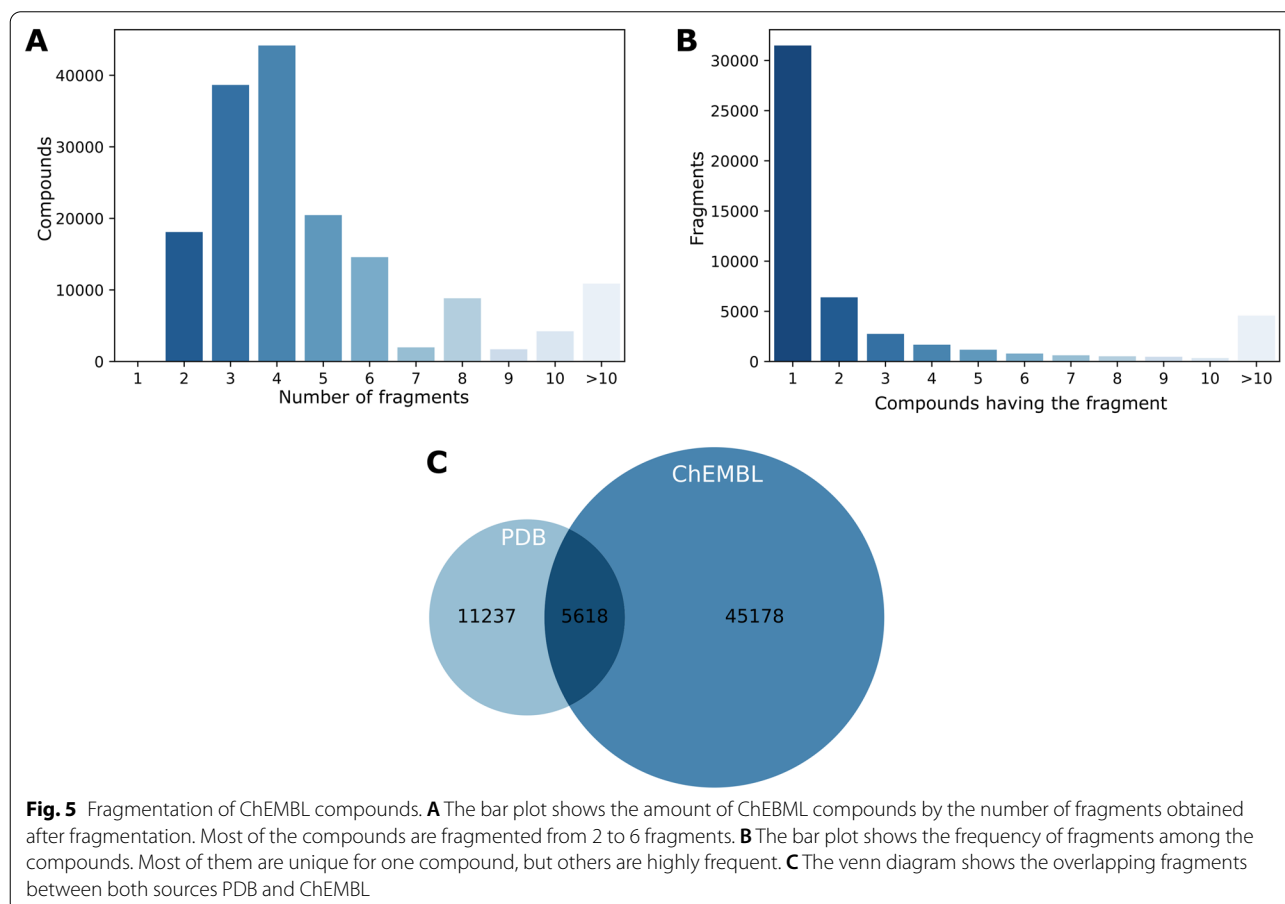 A
B
Compounds
40000
30000
20000
10000
0
1 2 3 4 5 6 7 8 9 10 >10
Number of fragments
Fragments
30000
25000
20000
15000
10000
5000
0
1 2 3 4 5 6 7 8 9 10 >10
Compounds having the fragment
C
ChEMBL
PDB
11237 5618 45178
Fig. 5 Fragmentation of ChEMBL compounds. A The bar plot shows the amount of ChEBML compounds by the number of fragments obtained
after fragmentation. Most of the compounds are fragmented from 2 to 6 fragments. B The bar plot shows the frequency of fragments among the
compounds. Most of them are unique for one compound, but others are highly frequent. C The venn diagram shows the overlapping fragments
between both sources PDB and ChEMBL